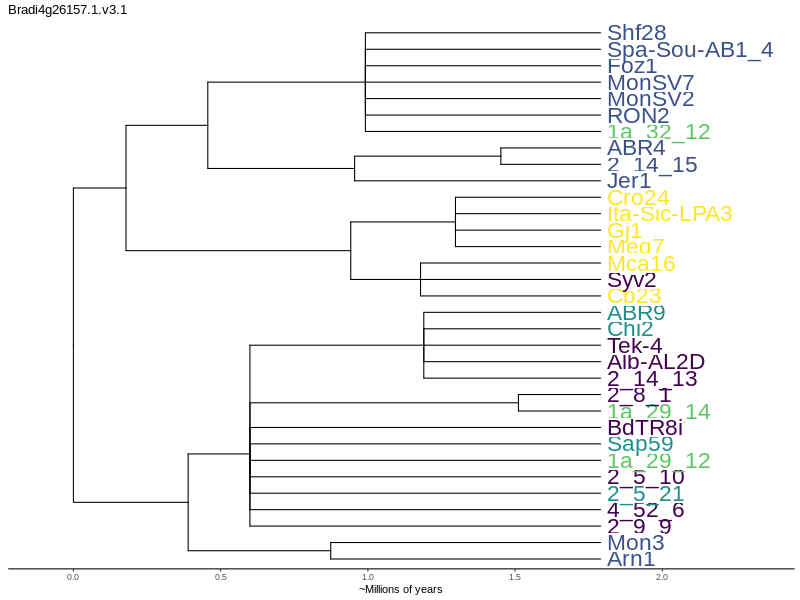 Bradi4g26157.1.v3.1
Shf28
Spa-Sou-AB1_4
Foz1
MonSV7
MonSV2
RON2
1a_32_12
ABR4
2_14_15
Jer1
Cro24
Ita-Sic-LPA3
Gj1
Meg7
Mca16
Syv2
Cb23
ABR9
Chi2
Tek-4
Alb-AL2D
2_14_13
2_8_1
1a_29_14
BdTR8i
Sap59
1a_29_12
2_5_10
2_5_21
4_52_6
2_9_9
Mon3
Arn1
0.0 0.5 1.0 1.5 2.0
~Millions of years